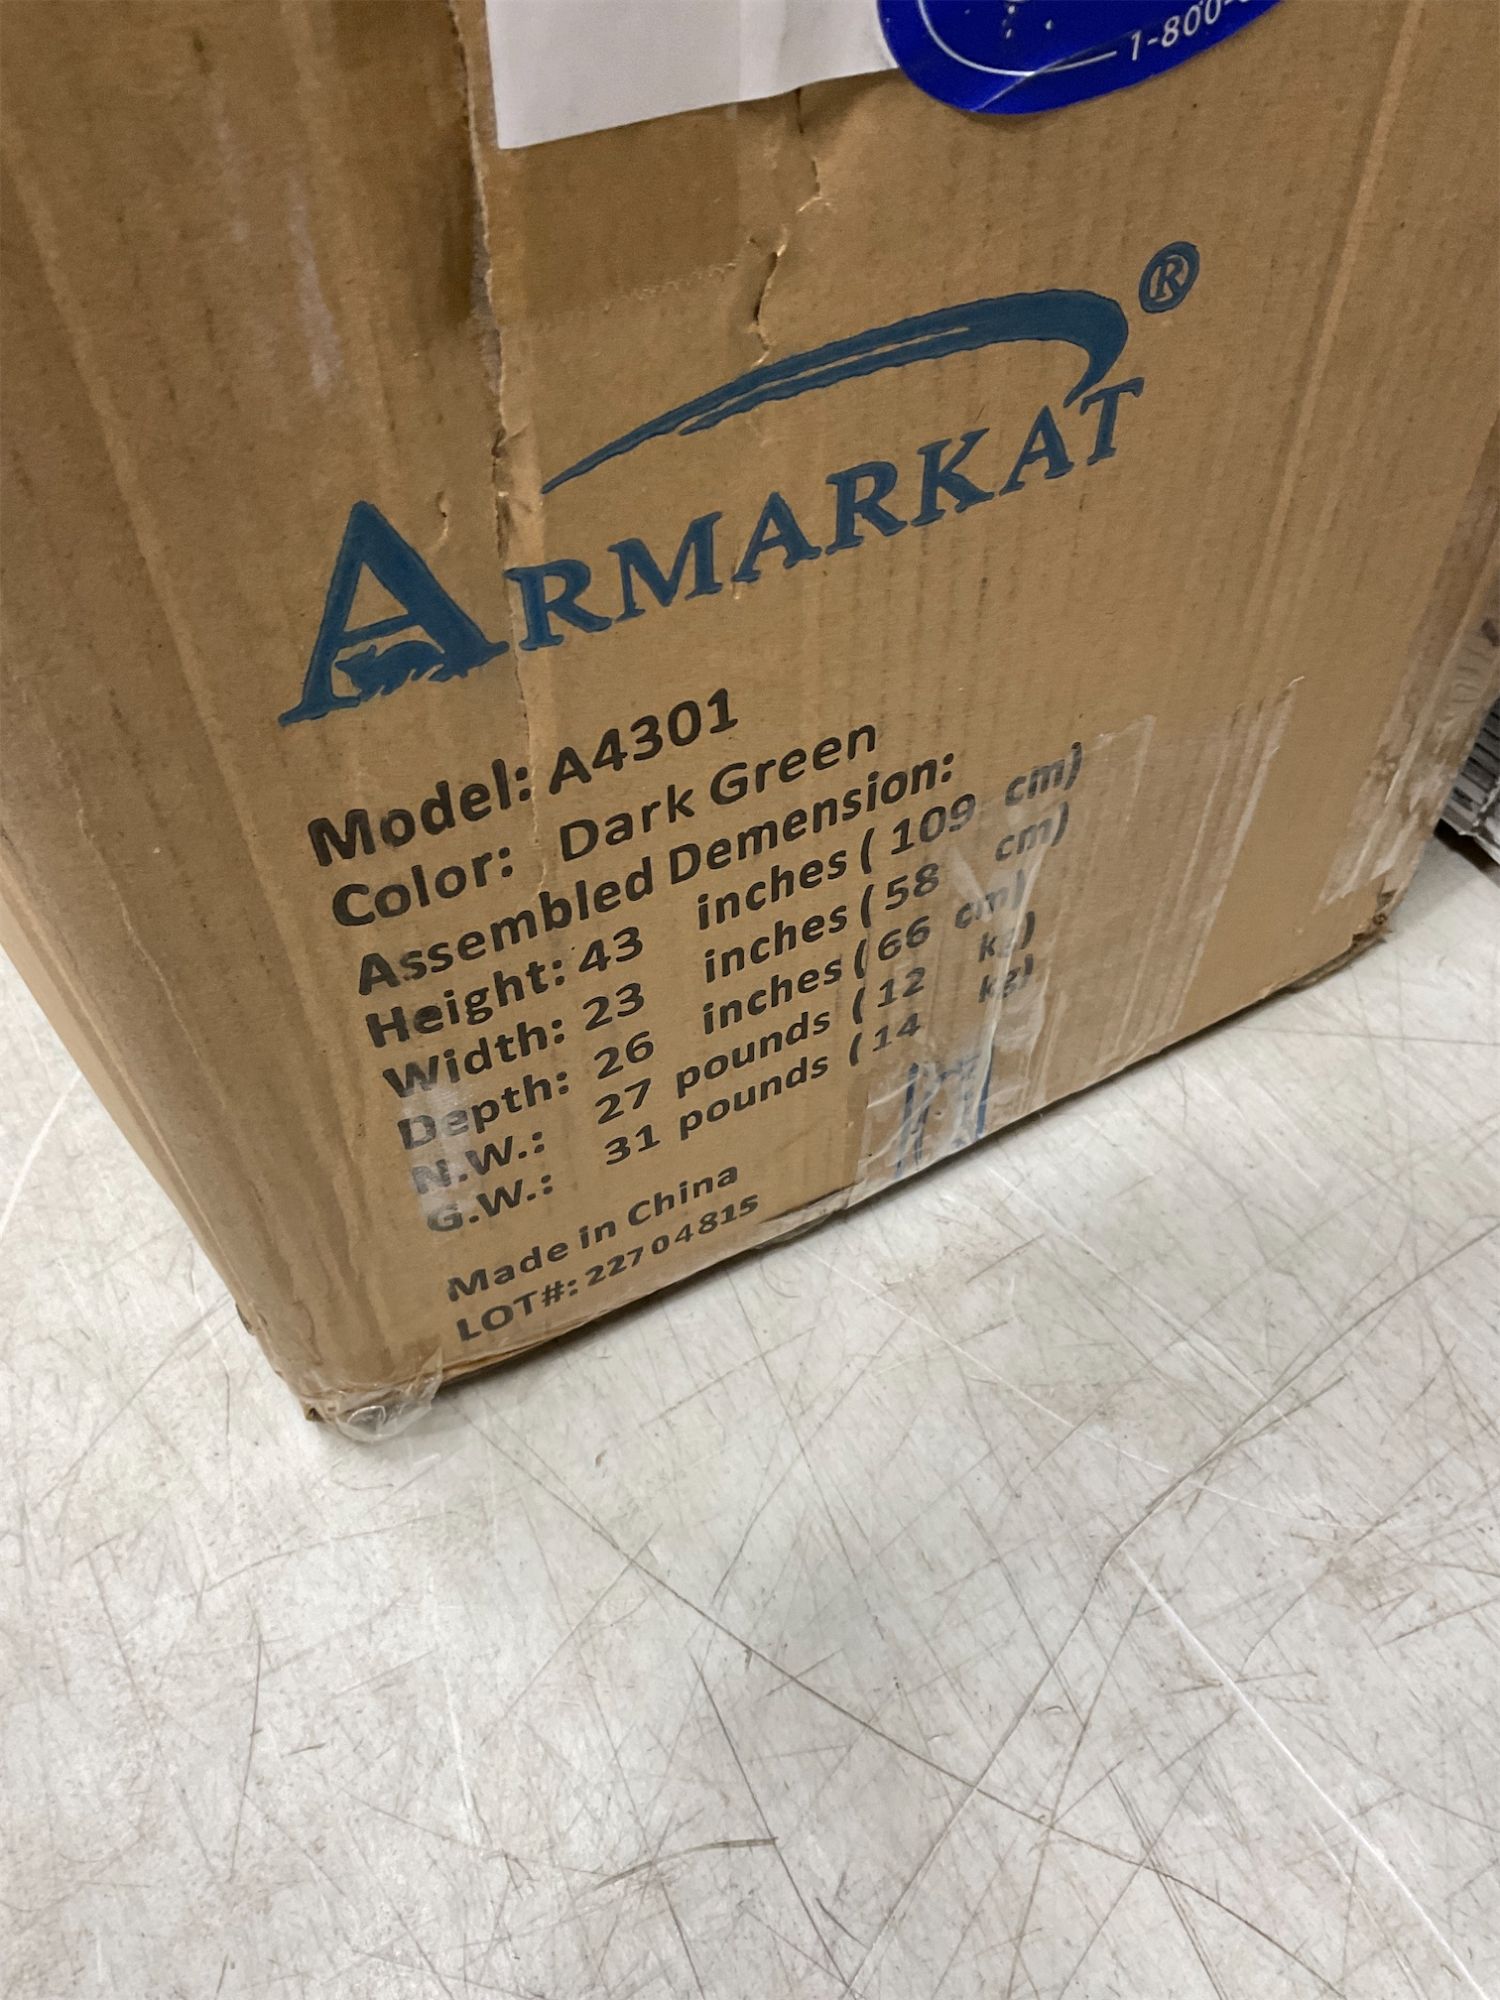 1-800-
ARMARKAT®
Model: A4301
Color: Dark Green
Assembled Demension:
Height: 43 inches ( 109 cm)
Width: 23 inches ( 58 cm)
Depth: 26 inches ( 66 cm)
N.W.: 27 pounds ( 12 kg)
G.W.: 31 pounds ( 14 kg)
Made in China
LOT#: 22704815